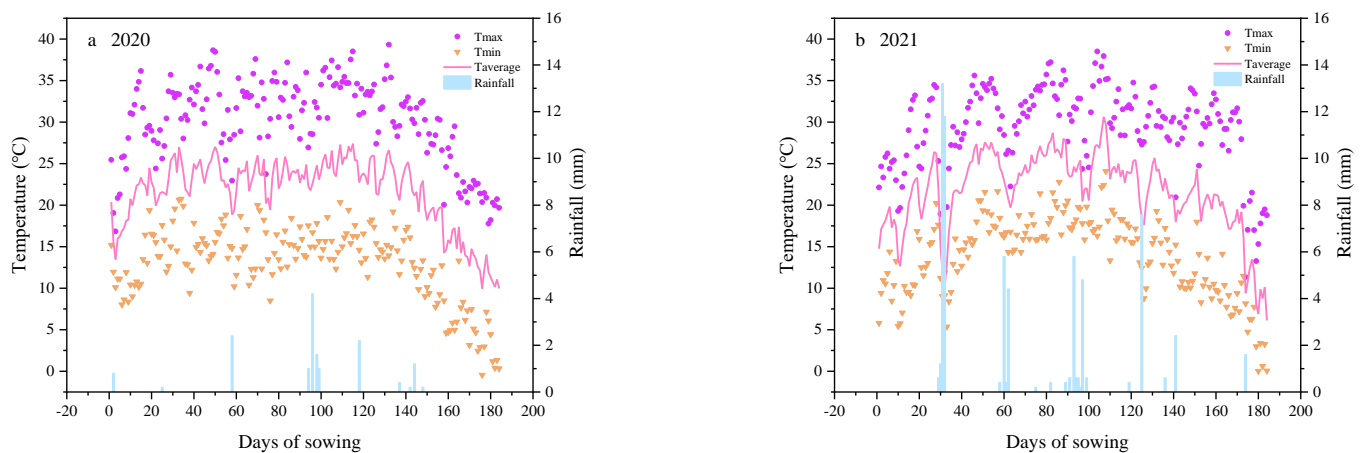 a 2020
Tmax
Tmin
Taverage
Rainfall
Temperature (°C)
40
35
30
25
20
15
10
5
0
16
14
12
10
8
6
4
2
0
Rainfall (mm)
-20 0 20 40 60 80 100 120 140 160 180 200
Days of sowing
b 2021
Tmax
Tmin
Taverage
Rainfall
Temperature (°C)
40
35
30
25
20
15
10
5
0
16
14
12
10
8
6
4
2
0
Rainfall (mm)
-20 0 20 40 60 80 100 120 140 160 180 200
Days of sowing